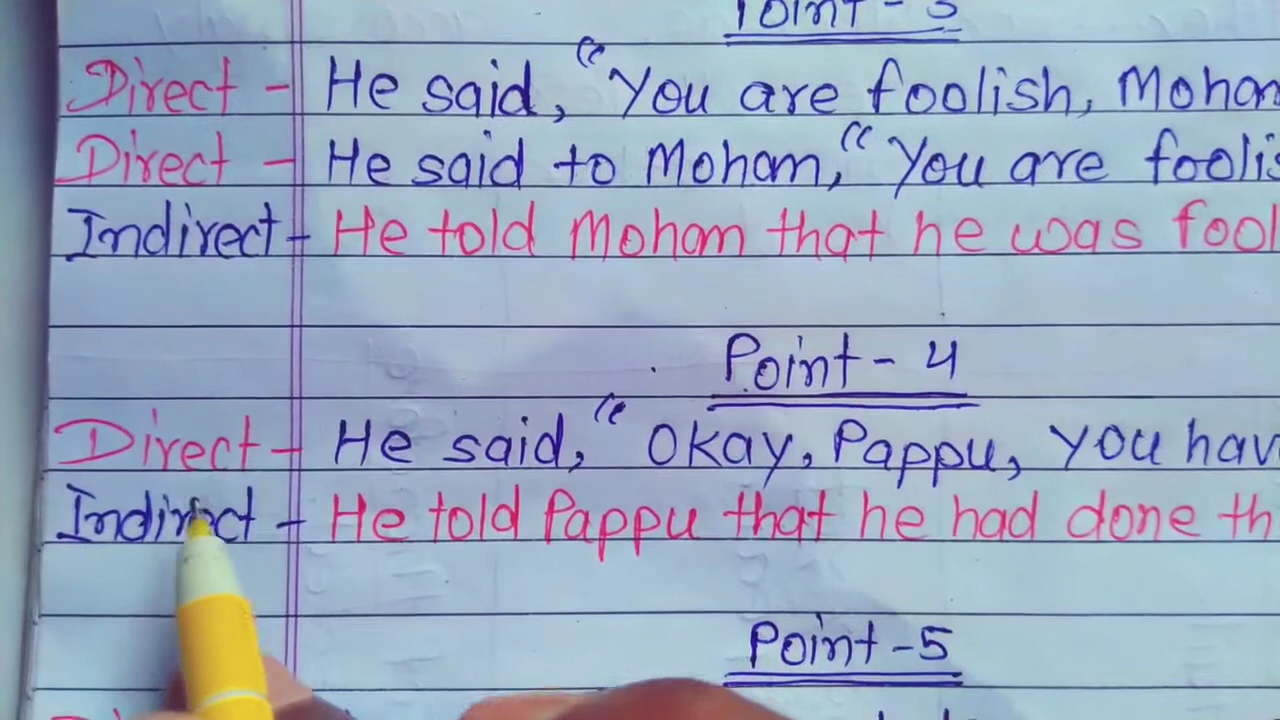 Point - 3
Direct - He said, "You are foolish, Mohan
Direct - He said to Mohan, "You are foolis
Indirect - He told Mohan that he was fool
Point - 4
Direct - He said, "Okay, Pappu, you hav
Indirect - He told Pappu that he had done th
Point - 5